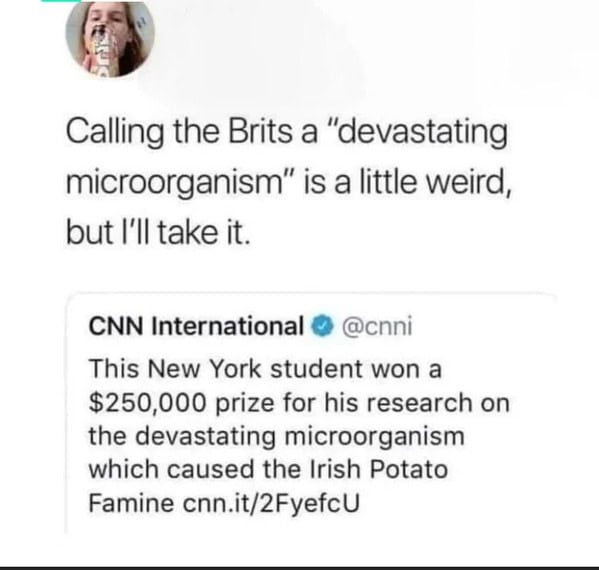 Calling the Brits a "devastating
microorganism" is a little weird,
but I'll take it.
CNN International @cnni
This New York student won a
$250,000 prize for his research on
the devastating microorganism
which caused the Irish Potato
Famine cnn.it/2FyefcU